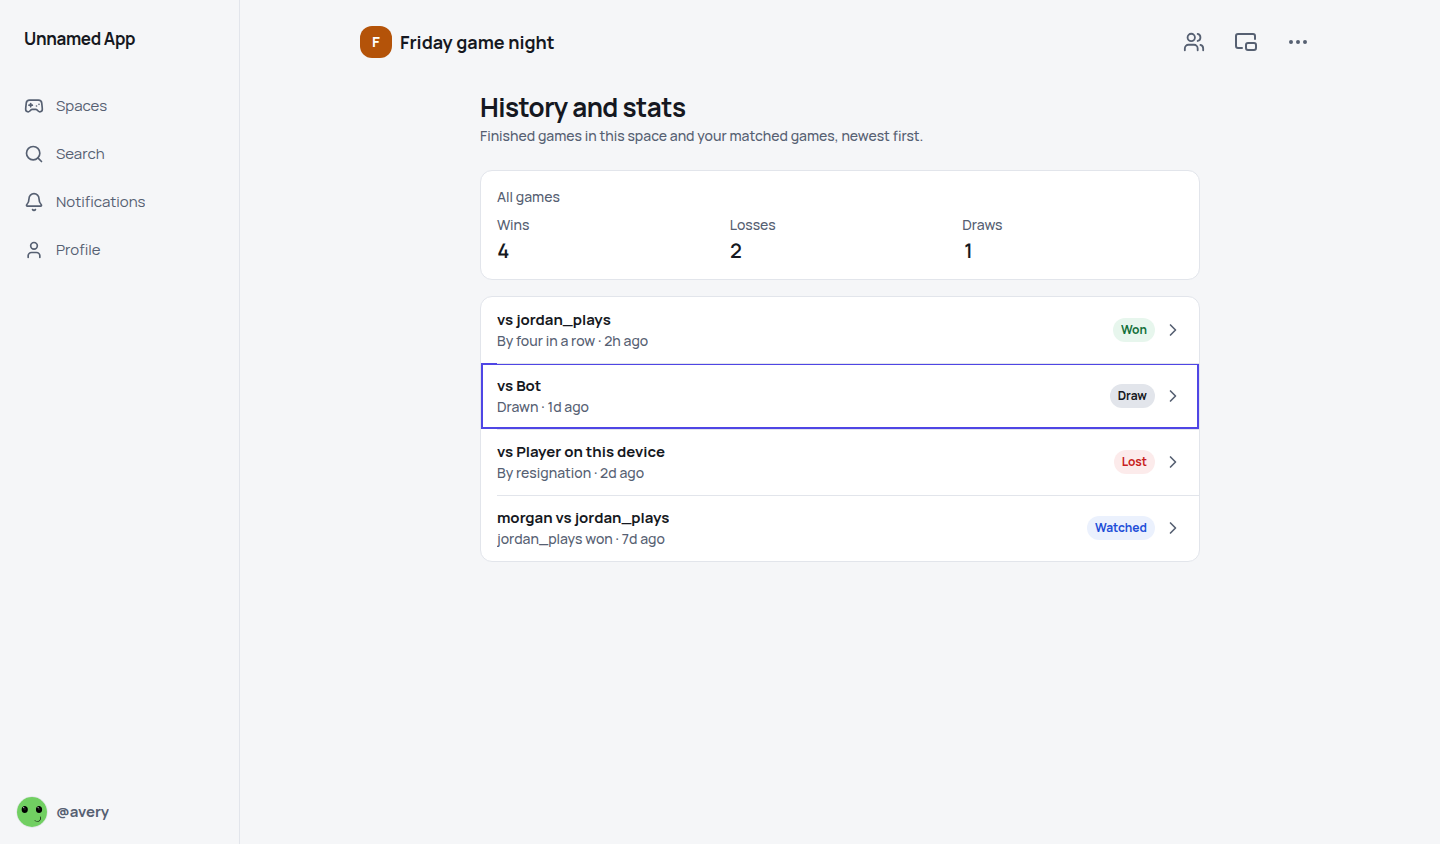 Unnamed App
Spaces
Search
Notifications
Profile
@avery
F Friday game night
History and stats
Finished games in this space and your matched games, newest first.
All games
Wins Losses Draws
4 2 1
vs jordan_plays
By four in a row · 2h ago
Won
vs Bot
Drawn · 1d ago
Draw
vs Player on this device
By resignation · 2d ago
Lost
morgan vs jordan_plays
jordan_plays won · 7d ago
Watched